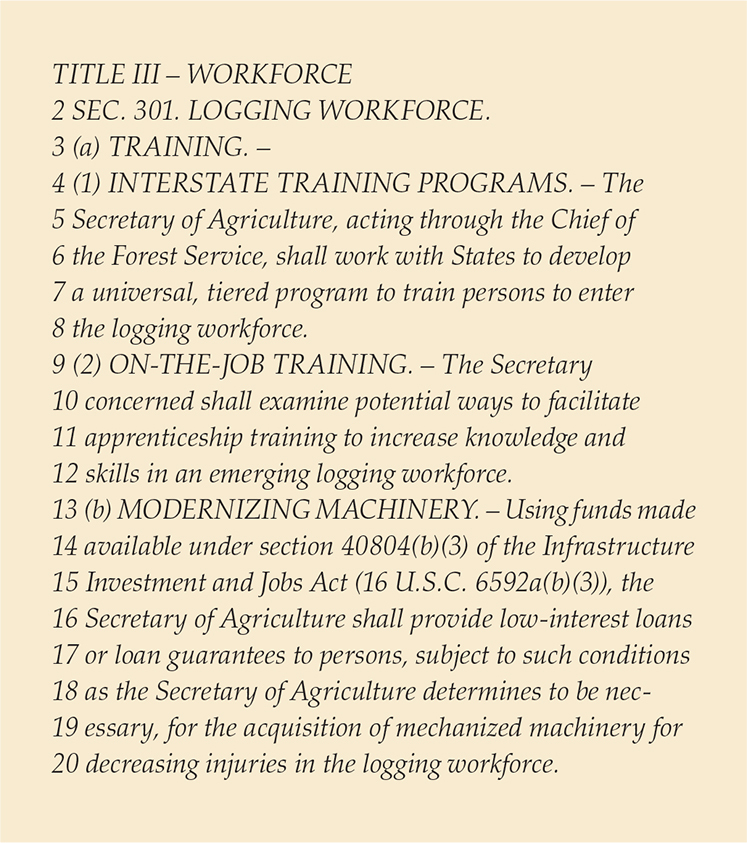 TITLE III – WORKFORCE
2 SEC. 301. LOGGING WORKFORCE.
3 (a) TRAINING. –
4 (1) INTERSTATE TRAINING PROGRAMS. – The
5 Secretary of Agriculture, acting through the Chief of
6 the Forest Service, shall work with States to develop
7 a universal, tiered program to train persons to enter
8 the logging workforce.
9 (2) ON-THE-JOB TRAINING. – The Secretary
10 concerned shall examine potential ways to facilitate
11 apprenticeship training to increase knowledge and
12 skills in an emerging logging workforce.
13 (b) MODERNIZING MACHINERY. – Using funds made
14 available under section 40804(b)(3) of the Infrastructure
15 Investment and Jobs Act (16 U.S.C. 6592a(b)(3)), the
16 Secretary of Agriculture shall provide low-interest loans
17 or loan guarantees to persons, subject to such conditions
18 as the Secretary of Agriculture determines to be nec-
19 essary, for the acquisition of mechanized machinery for
20 decreasing injuries in the logging workforce.